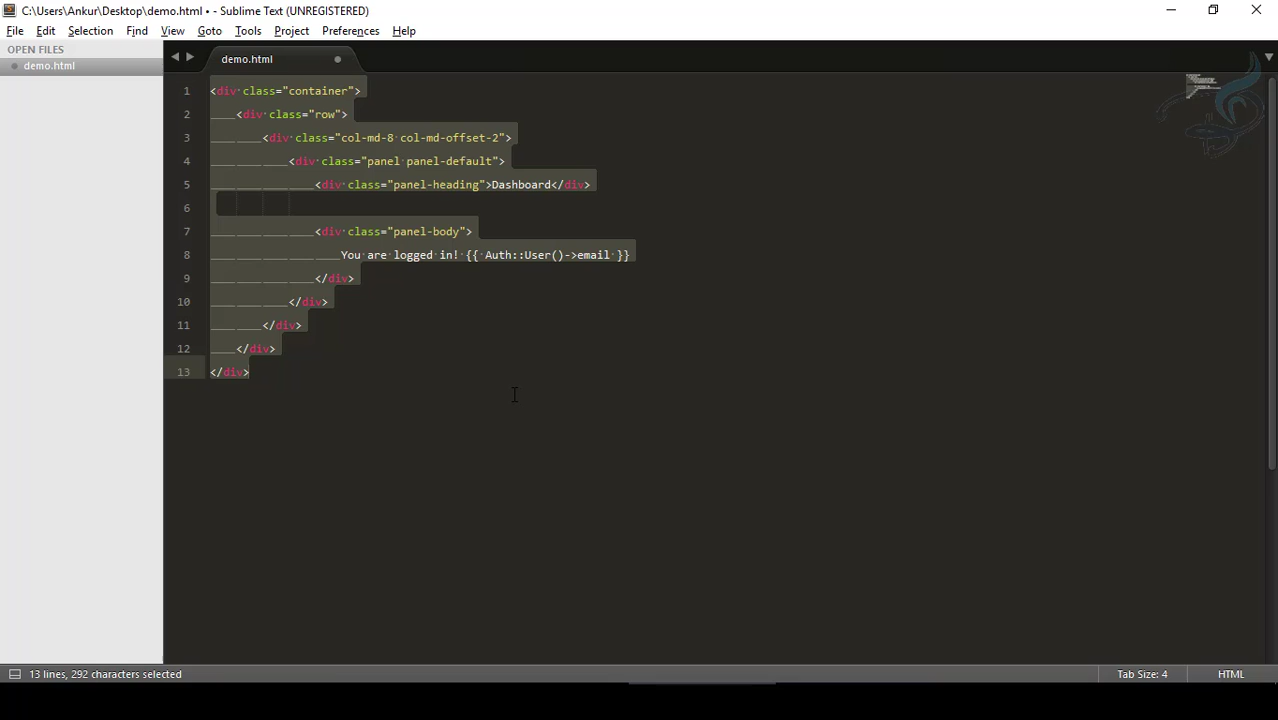 C:\Users\Ankur\Desktop\demo.html • - Sublime Text (UNREGISTERED)
File Edit Selection Find View Goto Tools Project Preferences Help
OPEN FILES
demo.html
demo.html
1 <div class="container">
2 <div class="row">
3 <div class="col-md-8 col-md-offset-2">
4 <div class="panel panel-default">
5 <div class="panel-heading">Dashboard</div>
6
7 <div class="panel-body">
8 You are logged in! {{ Auth::User()->email }}
9 </div>
10 </div>
11 </div>
12 </div>
13 </div>
13 lines, 292 characters selected
Tab Size: 4
HTML